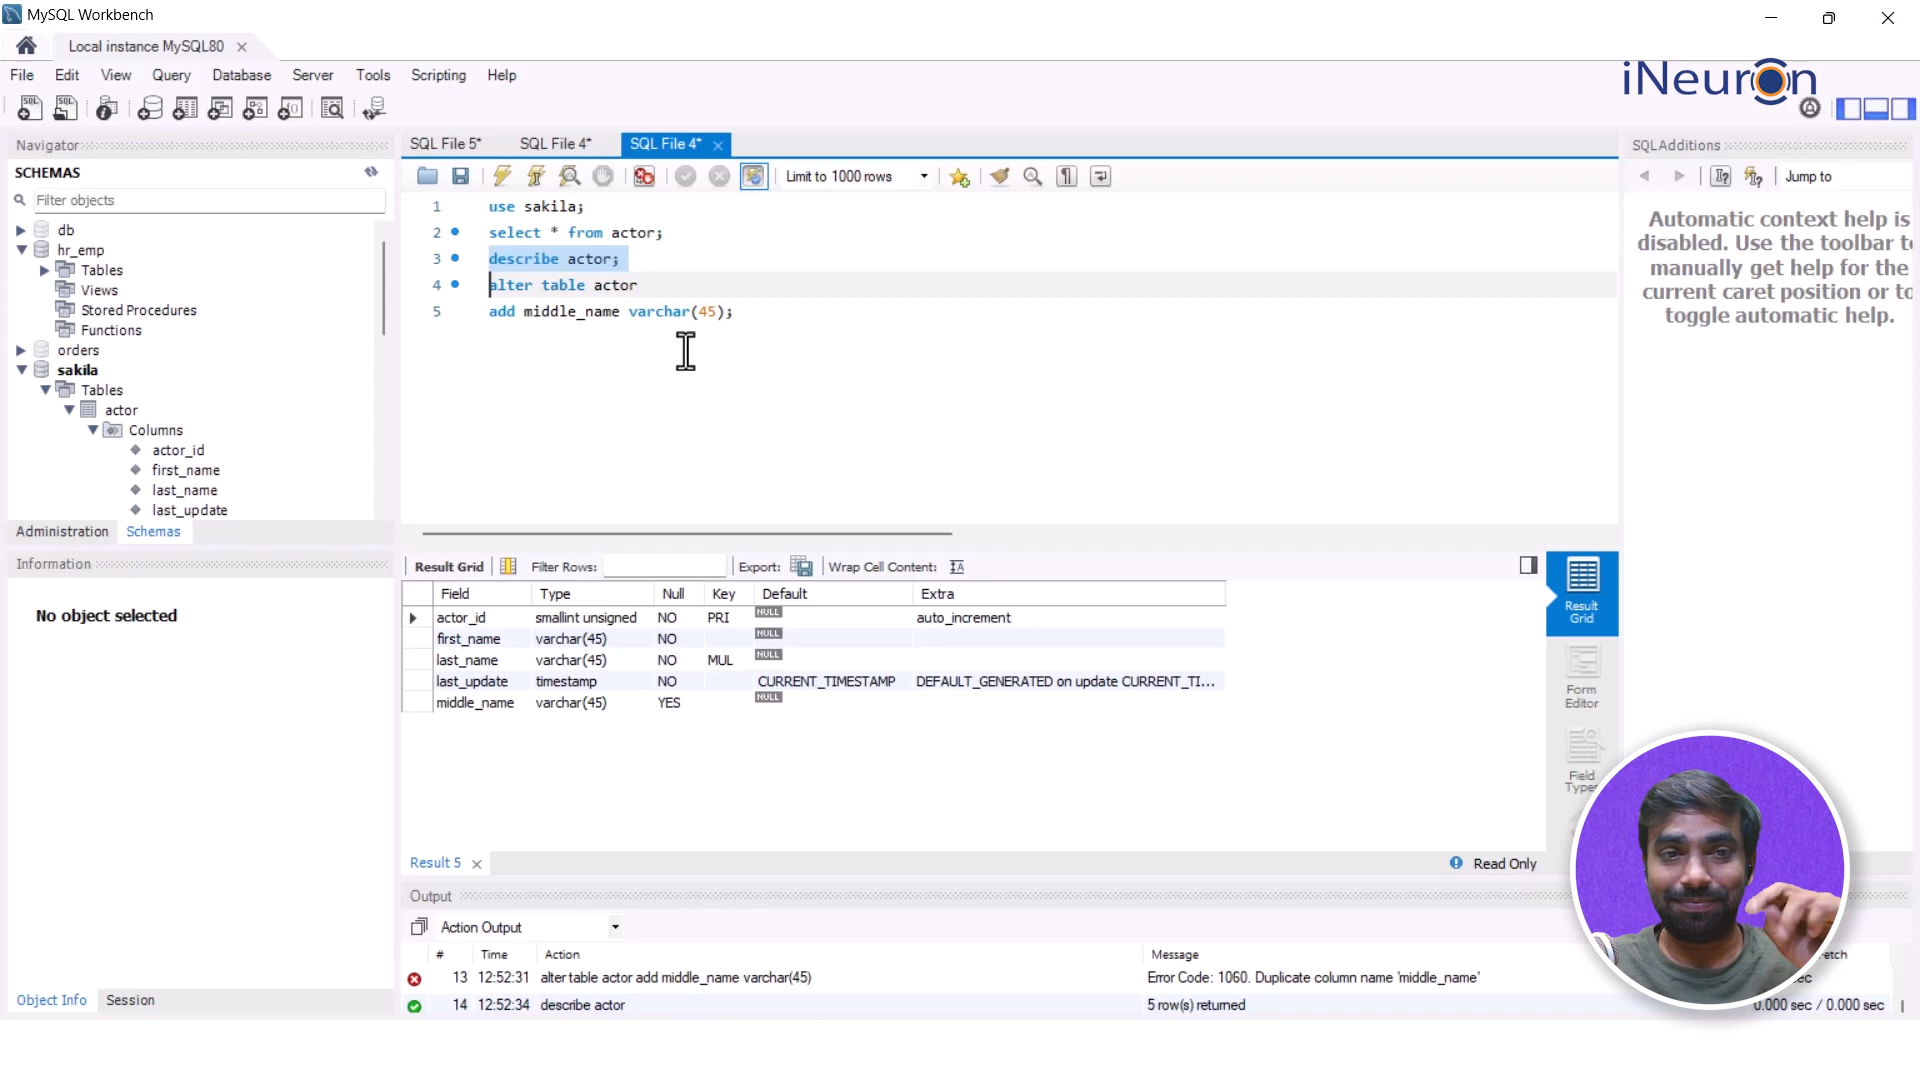 MySQL Workbench
Local instance MySQL80
File Edit View Query Database Server Tools Scripting Help
iNeuron
Navigator
SCHEMAS
Filter objects
db
hr_emp
Tables
Views
Stored Procedures
Functions
orders
sakila
Tables
actor
Columns
actor_id
first_name
last_name
last_update
Administration Schemas
Information
No object selected
Object Info Session
SQL File 5* SQL File 4* SQL File 4*
Limit to 1000 rows
1 use sakila;
2 select * from actor;
3 describe actor;
4 alter table actor
5 add middle_name varchar(45);
Result Grid Filter Rows: Export: Wrap Cell Content:
Field Type Null Key Default Extra
actor_id smallint unsigned NO PRI NULL auto_increment
first_name varchar(45) NO NULL
last_name varchar(45) NO MUL NULL
last_update timestamp NO CURRENT_TIMESTAMP DEFAULT_GENERATED on update CURRENT_TI...
middle_name varchar(45) YES NULL
Result
Grid
Form
Editor
Field
Types
Result 5
Read Only
Output
Action Output
# Time Action Message
13 12:52:31 alter table actor add middle_name varchar(45) Error Code: 1060. Duplicate column name 'middle_name'
14 12:52:34 describe actor 5 row(s) returned 0.000 sec / 0.000 sec
SQLAdditions
Jump to
Automatic context help is
disabled. Use the toolbar to
manually get help for the
current caret position or to
toggle automatic help.